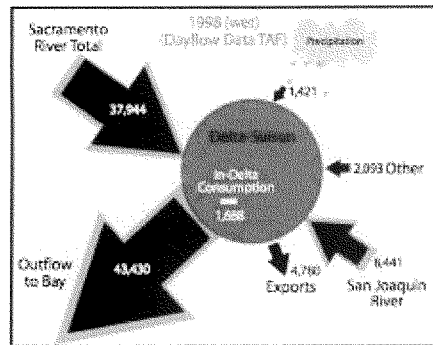 Sacramento
River Total
1998 (wet)
(Dayflow Data TAF)
Precipitation
37,944
1,421
Delta-Suisun
2,093 Other
In-Delta
Consumption
1,688
Outflow
to Bay
43,430
4,780
Exports
8,441
San Joaquin
River